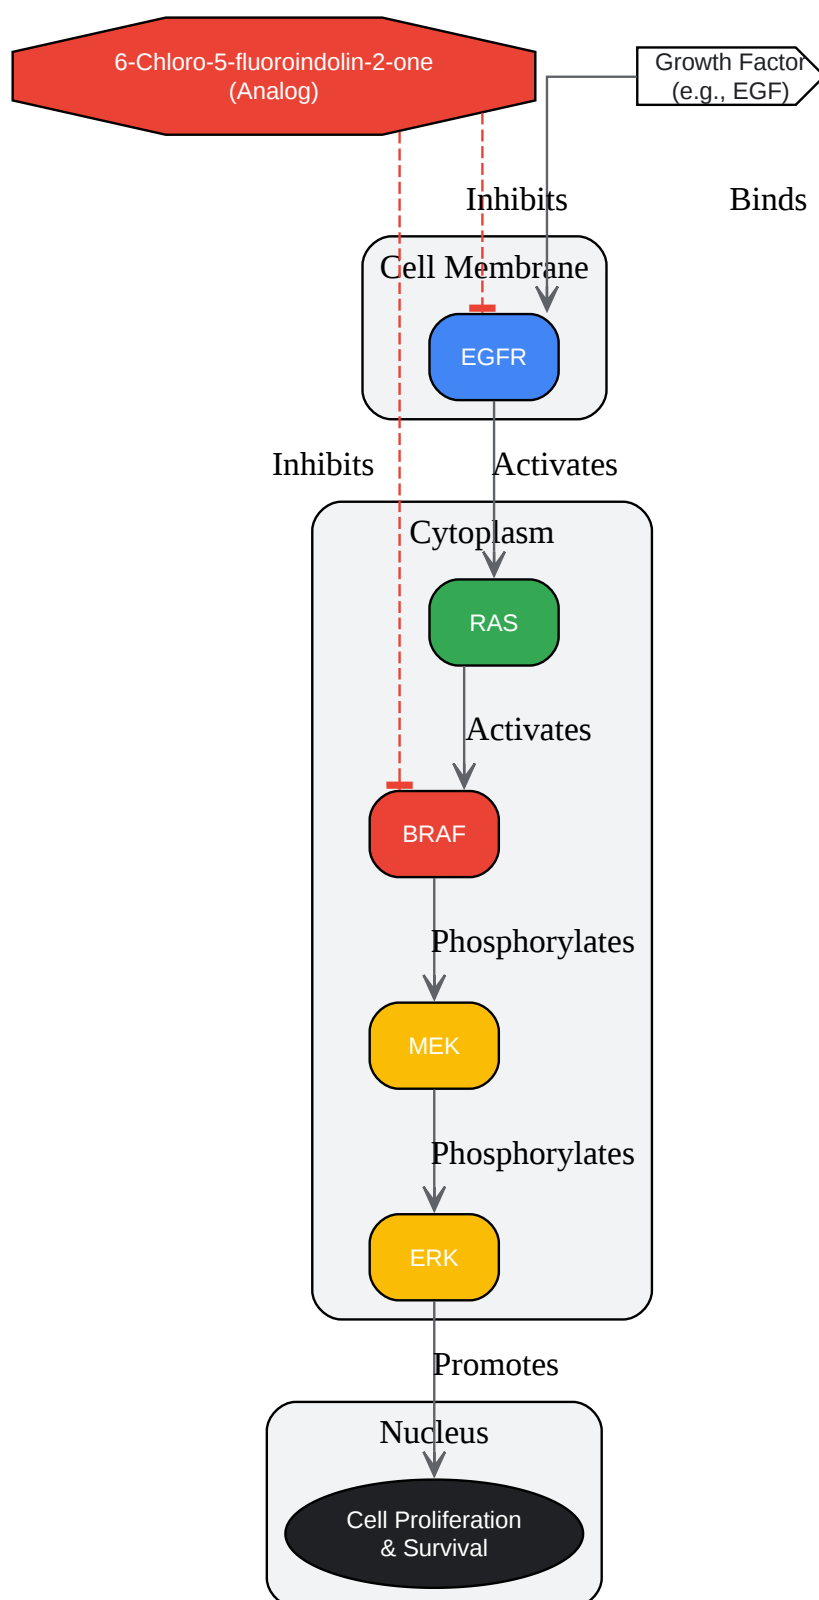 6-Chloro-5-fluoroindolin-2-one
(Analog)
Growth Factor
(e.g., EGF)
Inhibits
Binds
Cell Membrane
EGFR
Inhibits
Activates
Cytoplasm
RAS
Activates
BRAF
Phosphorylates
MEK
Phosphorylates
ERK
Promotes
Nucleus
Cell Proliferation
& Survival